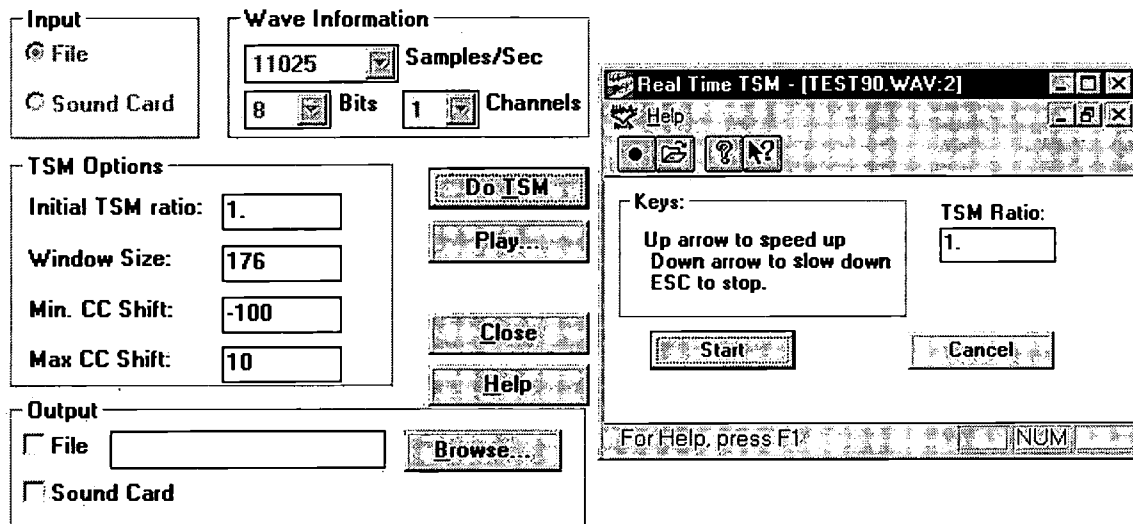 Input
File
Sound Card
Wave Information
11025 Samples/Sec
8 Bits 1 Channels
TSM Options
Initial TSM ratio: 1.
Window Size: 176
Min. CC Shift: -100
Max CC Shift: 10
Do TSM
Play...
Close
Help
Output
File
Browse...
Sound Card
Real Time TSM - [TEST90.WAV:2]
Help
Keys:
Up arrow to speed up
Down arrow to slow down
ESC to stop.
TSM Ratio:
1.
Start
Cancel
For Help, press F1
NUM